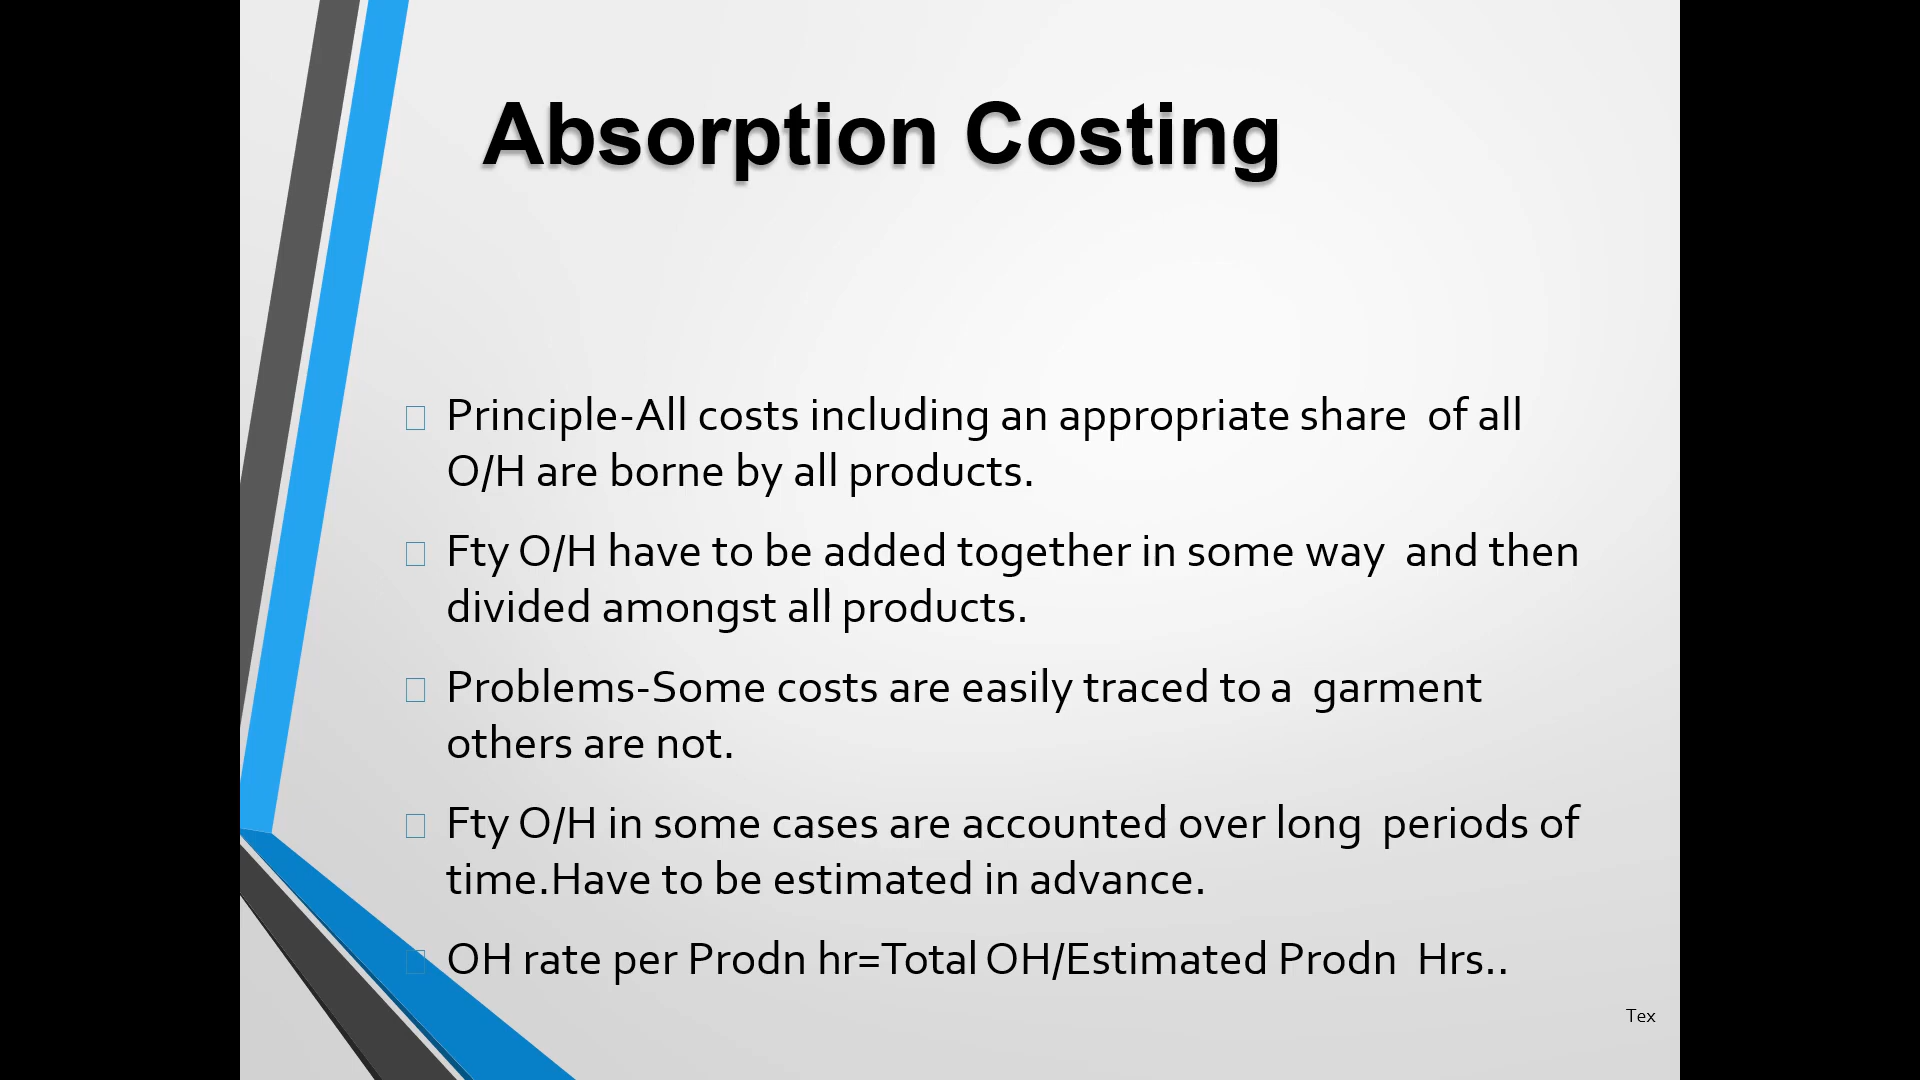 Absorption Costing
Principle-All costs including an appropriate share of all
O/H are borne by all products.
Fty O/H have to be added together in some way and then
divided amongst all products.
Problems-Some costs are easily traced to a garment
others are not.
Fty O/H in some cases are accounted over long periods of
time.Have to be estimated in advance.
OH rate per Prodn hr=Total OH/Estimated Prodn Hrs..
Tex